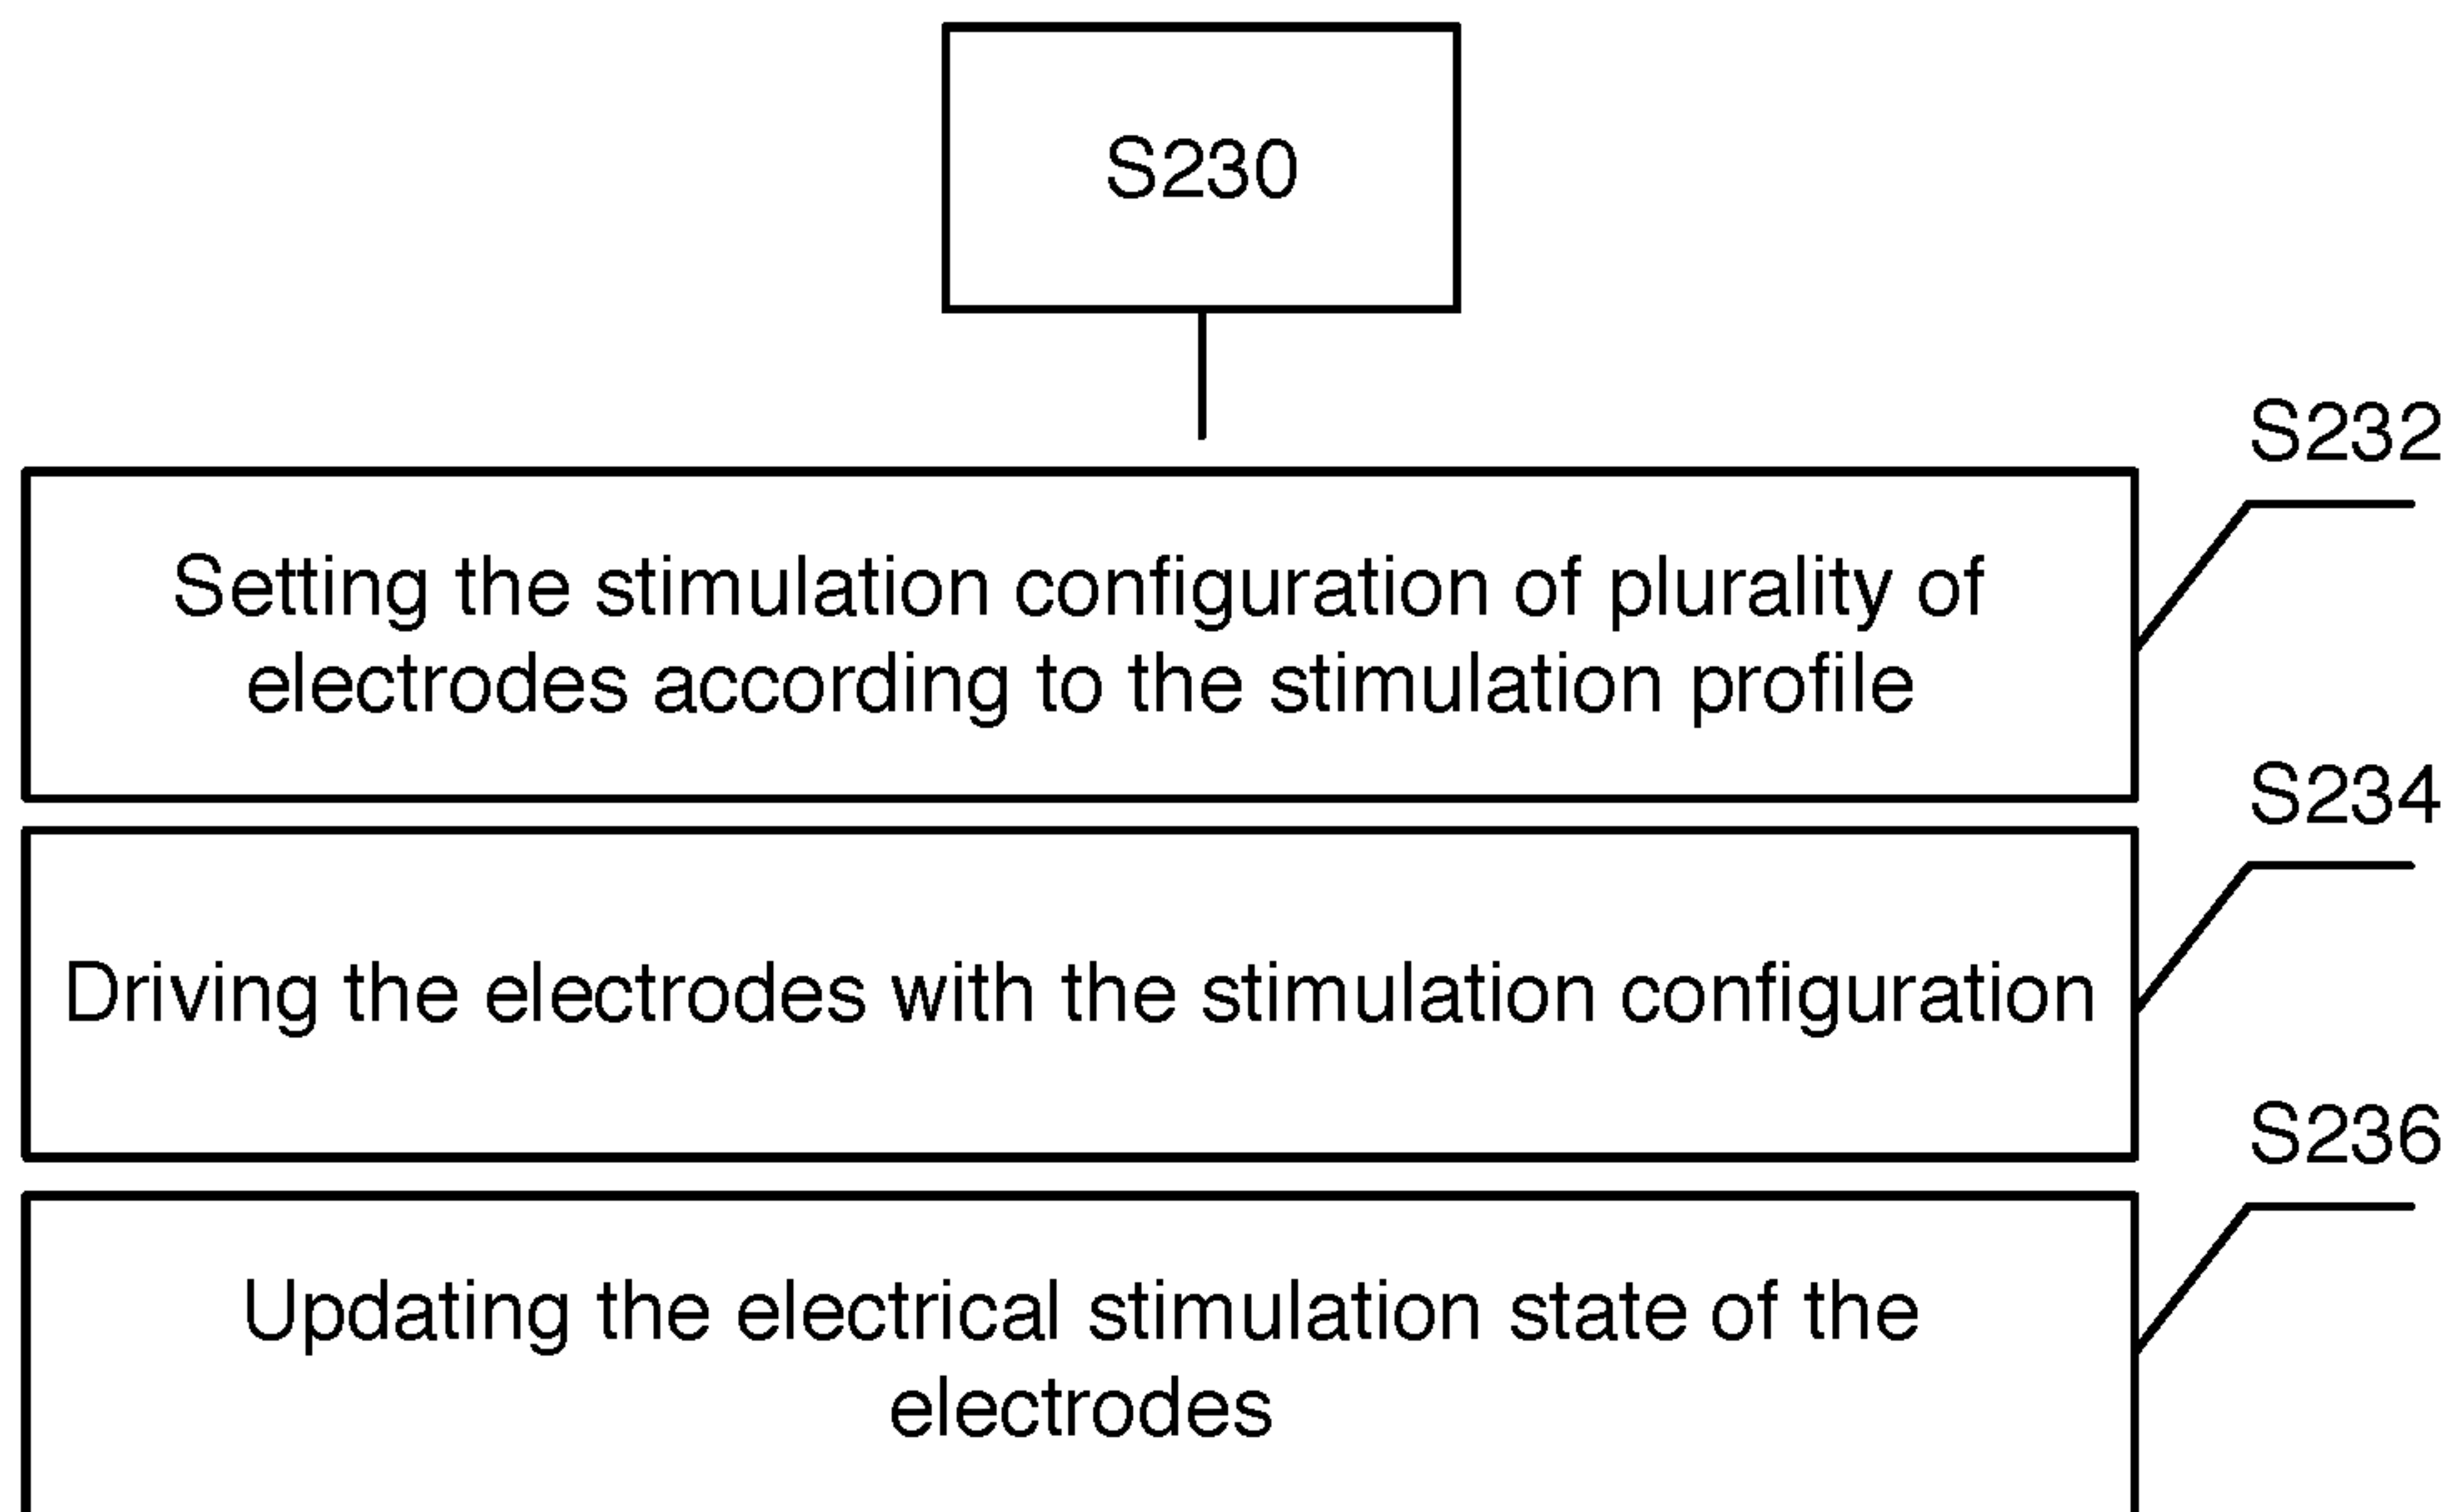 S230
S232
Setting the stimulation configuration of plurality of
electrodes according to the stimulation profile
S234
Driving the electrodes with the stimulation configuration
S236
Updating the electrical stimulation state of the
electrodes